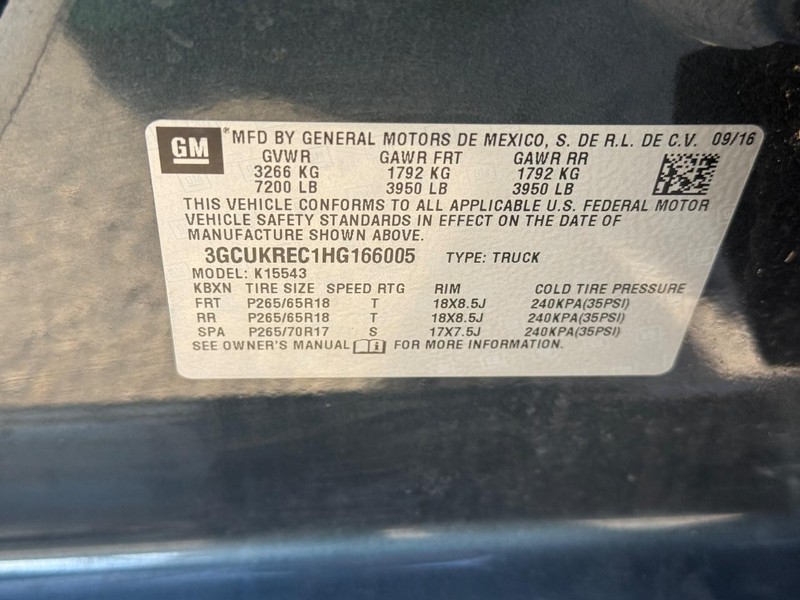 GM *MFD BY GENERAL MOTORS DE MEXICO, S. DE R.L. DE C.V. 09/16
GVWR GAWR FRT GAWR RR
3266 KG 1792 KG 1792 KG
7200 LB 3950 LB 3950 LB
THIS VEHICLE CONFORMS TO ALL APPLICABLE U.S. FEDERAL MOTOR
VEHICLE SAFETY STANDARDS IN EFFECT ON THE DATE OF
MANUFACTURE SHOWN ABOVE.
3GCUKREC1HG166005 TYPE: TRUCK
MODEL: K15543
KBXN TIRE SIZE SPEED RTG RIM COLD TIRE PRESSURE
FRT P265/65R18 T 18X8.5J 240KPA(35PSI)
RR P265/65R18 T 18X8.5J 240KPA(35PSI)
SPA P265/70R17 S 17X7.5J 240KPA(35PSI)
SEE OWNER'S MANUAL FOR MORE INFORMATION.